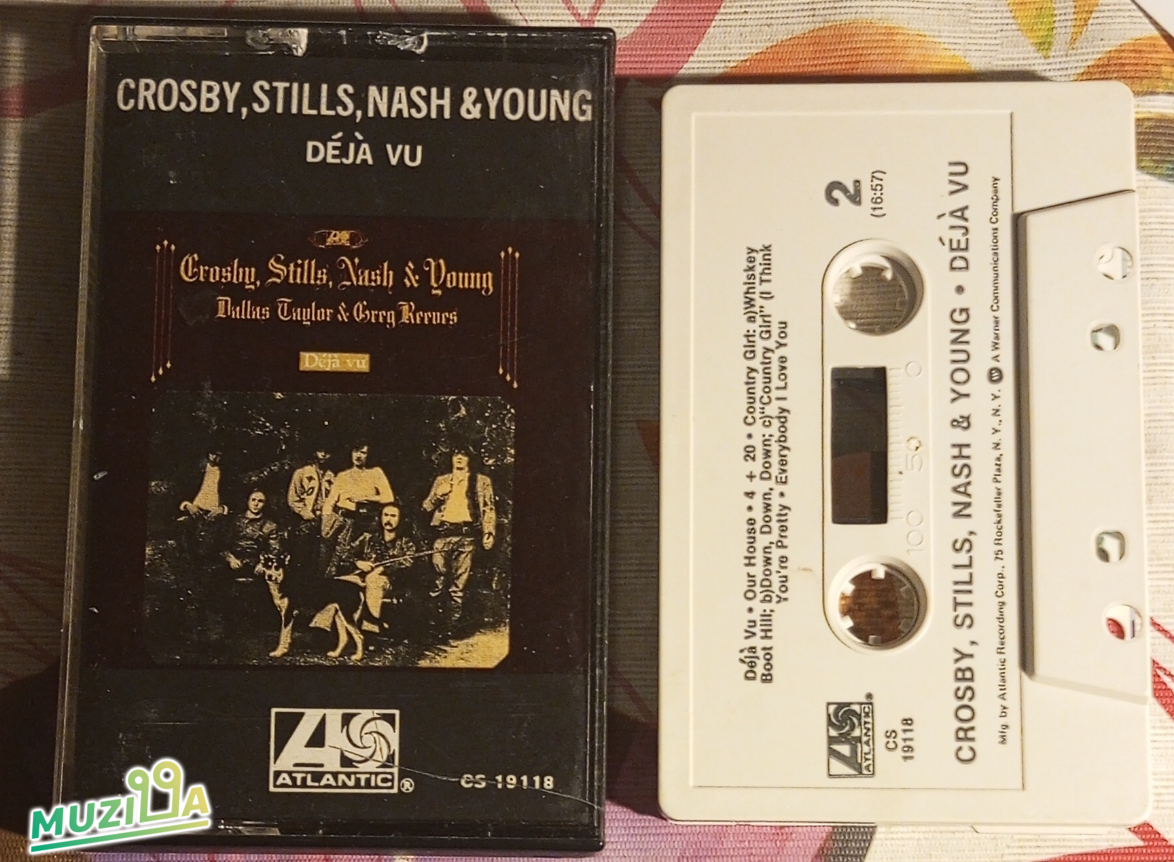 CROSBY, STILLS, NASH & YOUNG
DÉJÀ VU
Crosby, Stills, Nash & Young
Dallas Taylor & Greg Reeves
Déjà vu
ATLANTIC®
CS 19118
MUZILLA
2
(16:57)
Déjà Vu • Our House • 4 + 20 • Country Girl: a)Whiskey
Boot Hill; b)Down, Down, Down; c)"Country Girl" (I Think
You're Pretty • Everybody I Love You
100 50 0
ATLANTIC®
CS
19118
CROSBY, STILLS, NASH & YOUNG • DÉJÀ VU
Mfg. by Atlantic Recording Corp., 75 Rockefeller Plaza, N. Y., N. Y. A Warner Communications Company